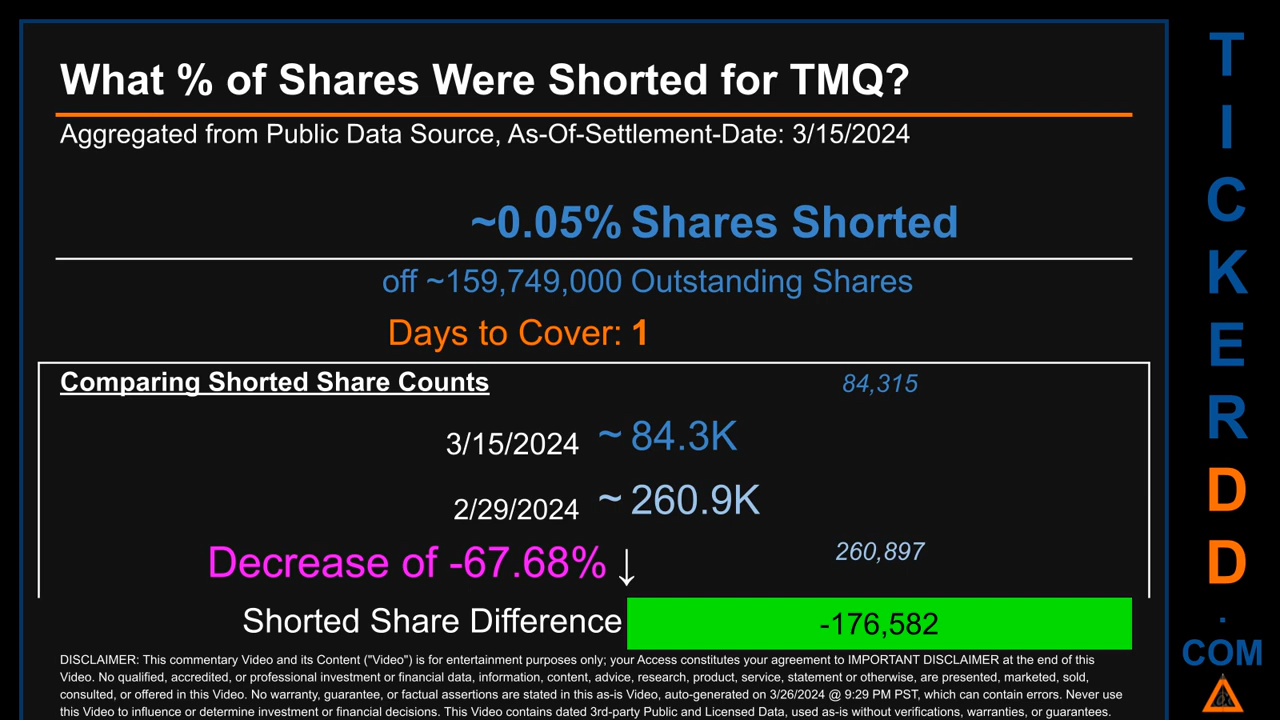 What % of Shares Were Shorted for TMQ?
Aggregated from Public Data Source, As-Of-Settlement-Date: 3/15/2024
~0.05% Shares Shorted
off ~159,749,000 Outstanding Shares
Days to Cover: 1
Comparing Shorted Share Counts
84,315
3/15/2024 ~ 84.3K
2/29/2024 ~ 260.9K
260,897
Decrease of -67.68% ↓
Shorted Share Difference -176,582
DISCLAIMER: This commentary Video and its Content ("Video") is for entertainment purposes only; your Access constitutes your agreement to IMPORTANT DISCLAIMER at the end of this
Video. No qualified, accredited, or professional investment or financial data, information, content, advice, research, product, service, statement or otherwise, are presented, marketed, sold,
consulted, or offered in this Video. No warranty, guarantee, or factual assertions are stated in this as-is Video, auto-generated on 3/26/2024 @ 9:29 PM PST, which can contain errors. Never use
this Video to influence or determine investment or financial decisions. This Video contains dated 3rd-party Public and Licensed Data, used as-is without verifications, warranties, or guarantees.
T
I
C
K
E
R
D
D
.
COM